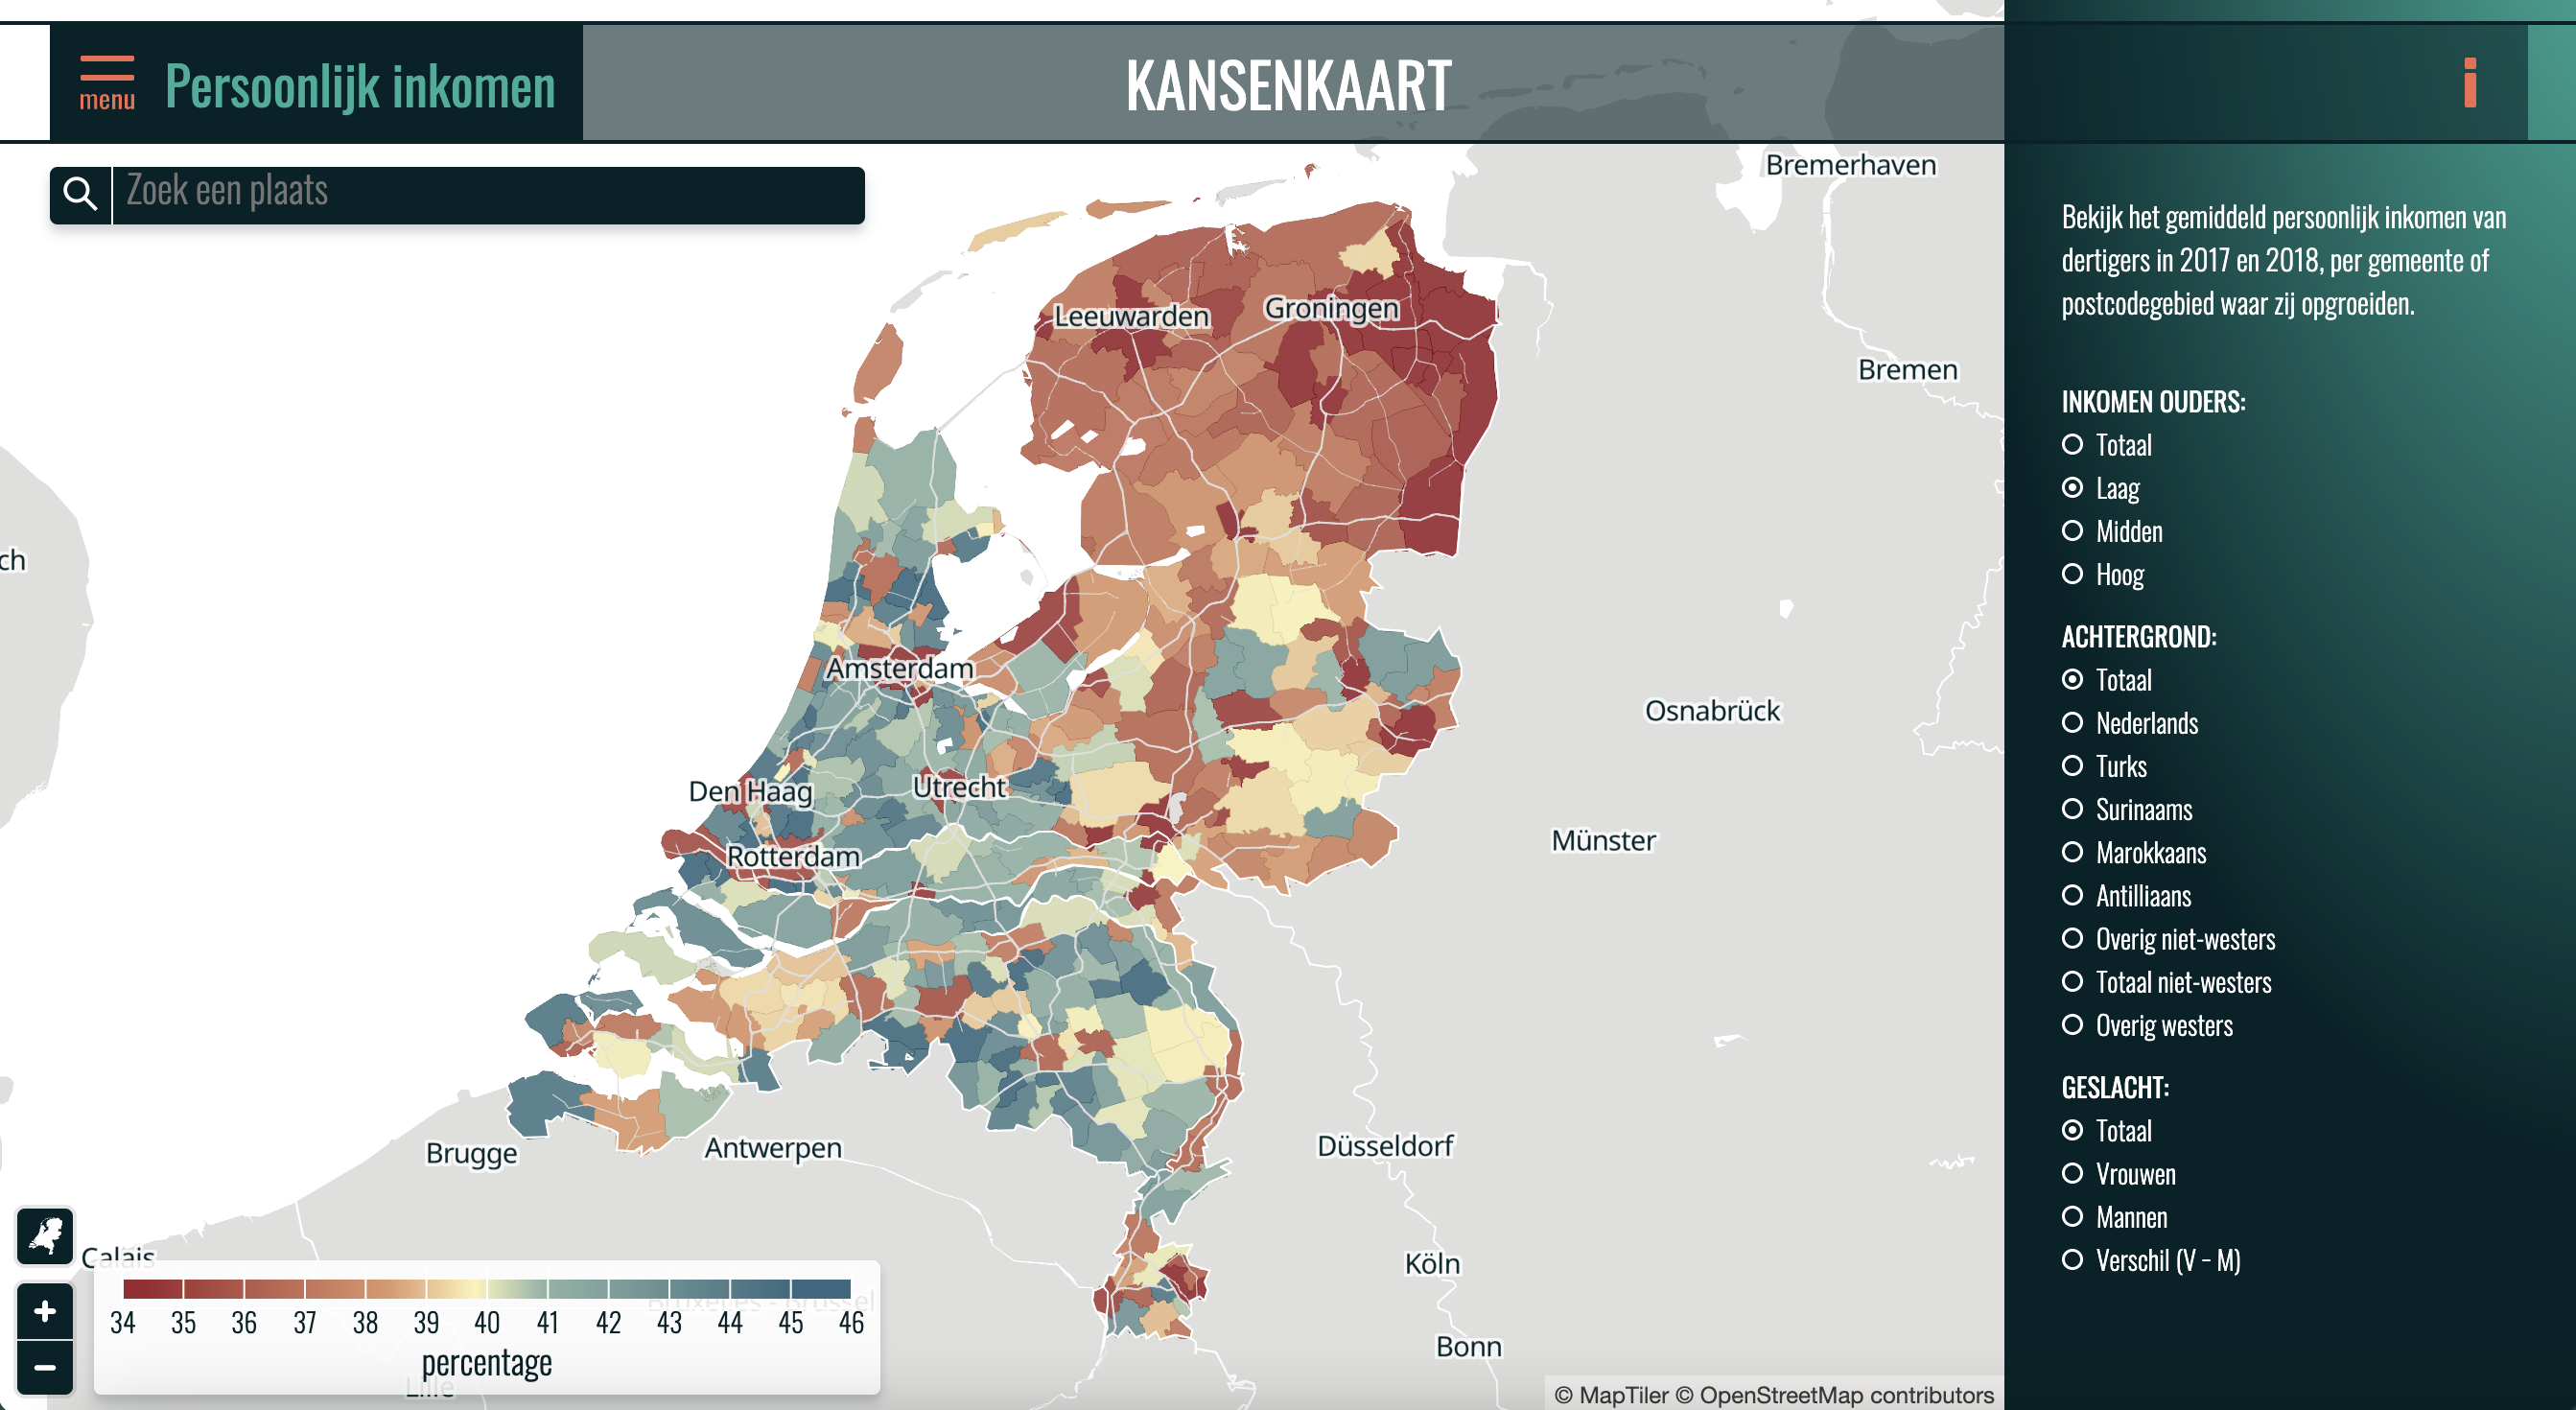 menu
Persoonlijk inkomen
KANSENKAART
i
Zoek een plaats
Bremerhaven
Leeuwarden
Groningen
Bremen
ch
Amsterdam
Osnabrück
Den Haag
Utrecht
Münster
Rotterdam
Brugge
Antwerpen
Düsseldorf
Calais
Köln
Bruxelles - Brussel
34 35 36 37 38 39 40 41 42 43 44 45 46
percentage
Lille
Bonn
+
−
© MapTiler © OpenStreetMap contributors
Bekijk het gemiddeld persoonlijk inkomen van
dertigers in 2017 en 2018, per gemeente of
postcodegebied waar zij opgroeiden.
INKOMEN OUDERS:
Totaal
Laag
Midden
Hoog
ACHTERGROND:
Totaal
Nederlands
Turks
Surinaams
Marokkaans
Antilliaans
Overig niet-westers
Totaal niet-westers
Overig westers
GESLACHT:
Totaal
Vrouwen
Mannen
Verschil (V – M)